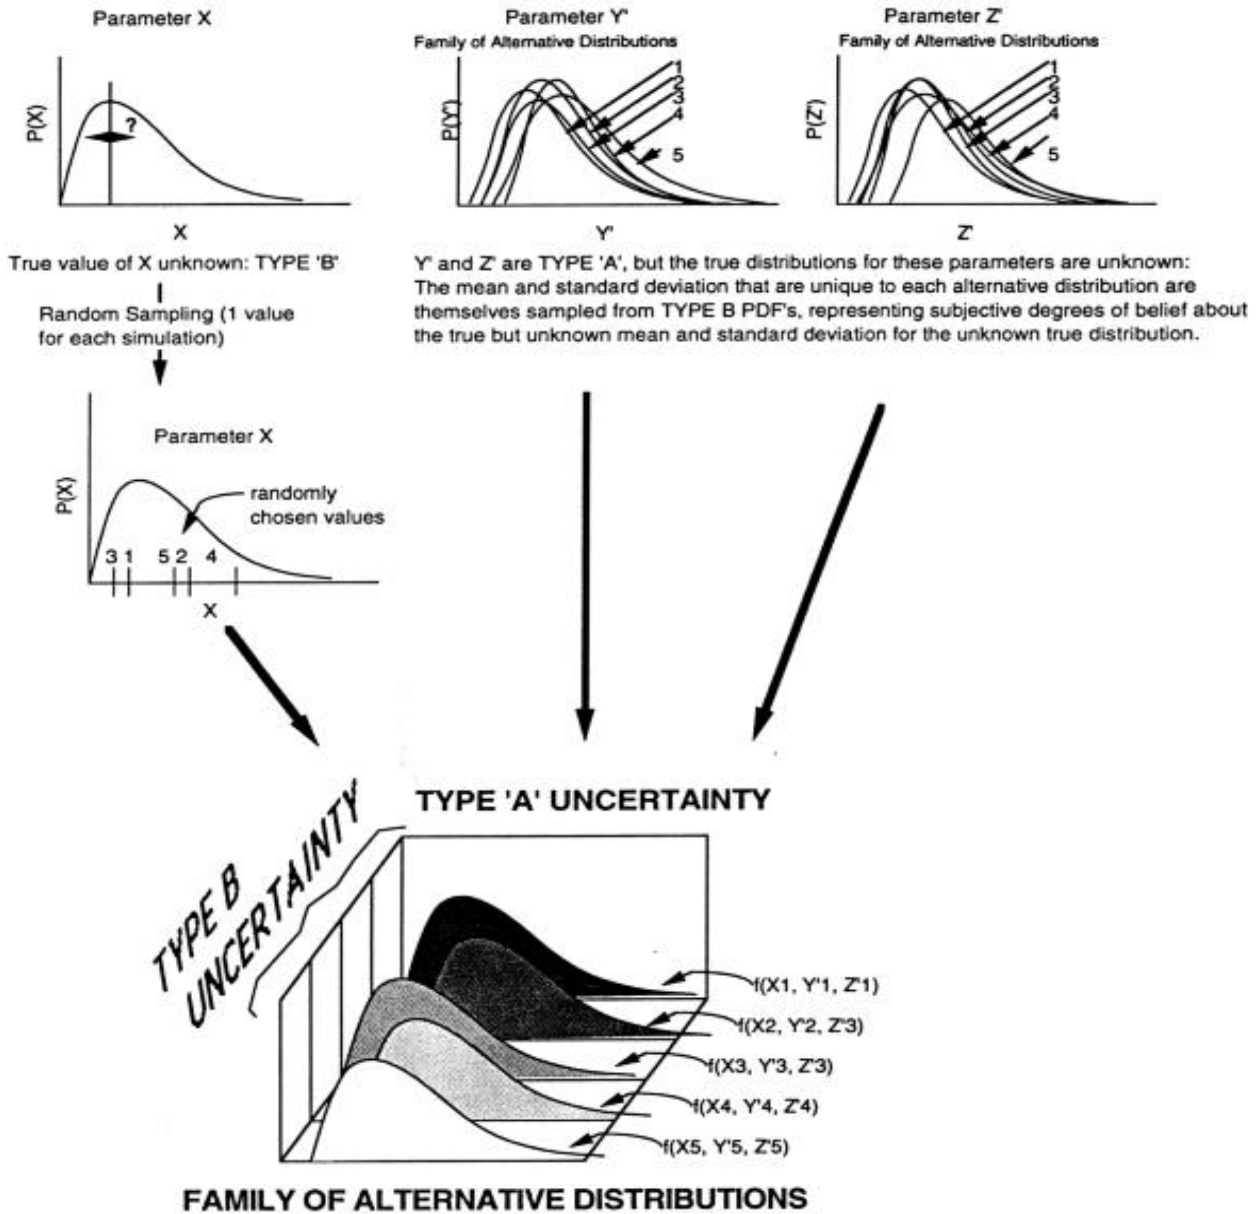 Parameter X
P(X)
?
X
True value of X unknown: TYPE 'B'
Random Sampling (1 value
for each simulation)
Parameter X
P(X)
randomly
chosen values
3 1 5 2 4
X
Parameter Y'
Family of Alternative Distributions
P(Y')
1
2
3
4
5
Y'
Parameter Z'
Family of Alternative Distributions
P(Z')
1
2
3
4
5
Z'
Y' and Z' are TYPE 'A', but the true distributions for these parameters are unknown:
The mean and standard deviation that are unique to each alternative distribution are
themselves sampled from TYPE B PDF's, representing subjective degrees of belief about
the true but unknown mean and standard deviation for the unknown true distribution.
TYPE 'A' UNCERTAINTY
TYPE B
UNCERTAINTY
f(X1, Y'1, Z'1)
f(X2, Y'2, Z'3)
f(X3, Y'3, Z'3)
f(X4, Y'4, Z'4)
f(X5, Y'5, Z'5)
FAMILY OF ALTERNATIVE DISTRIBUTIONS